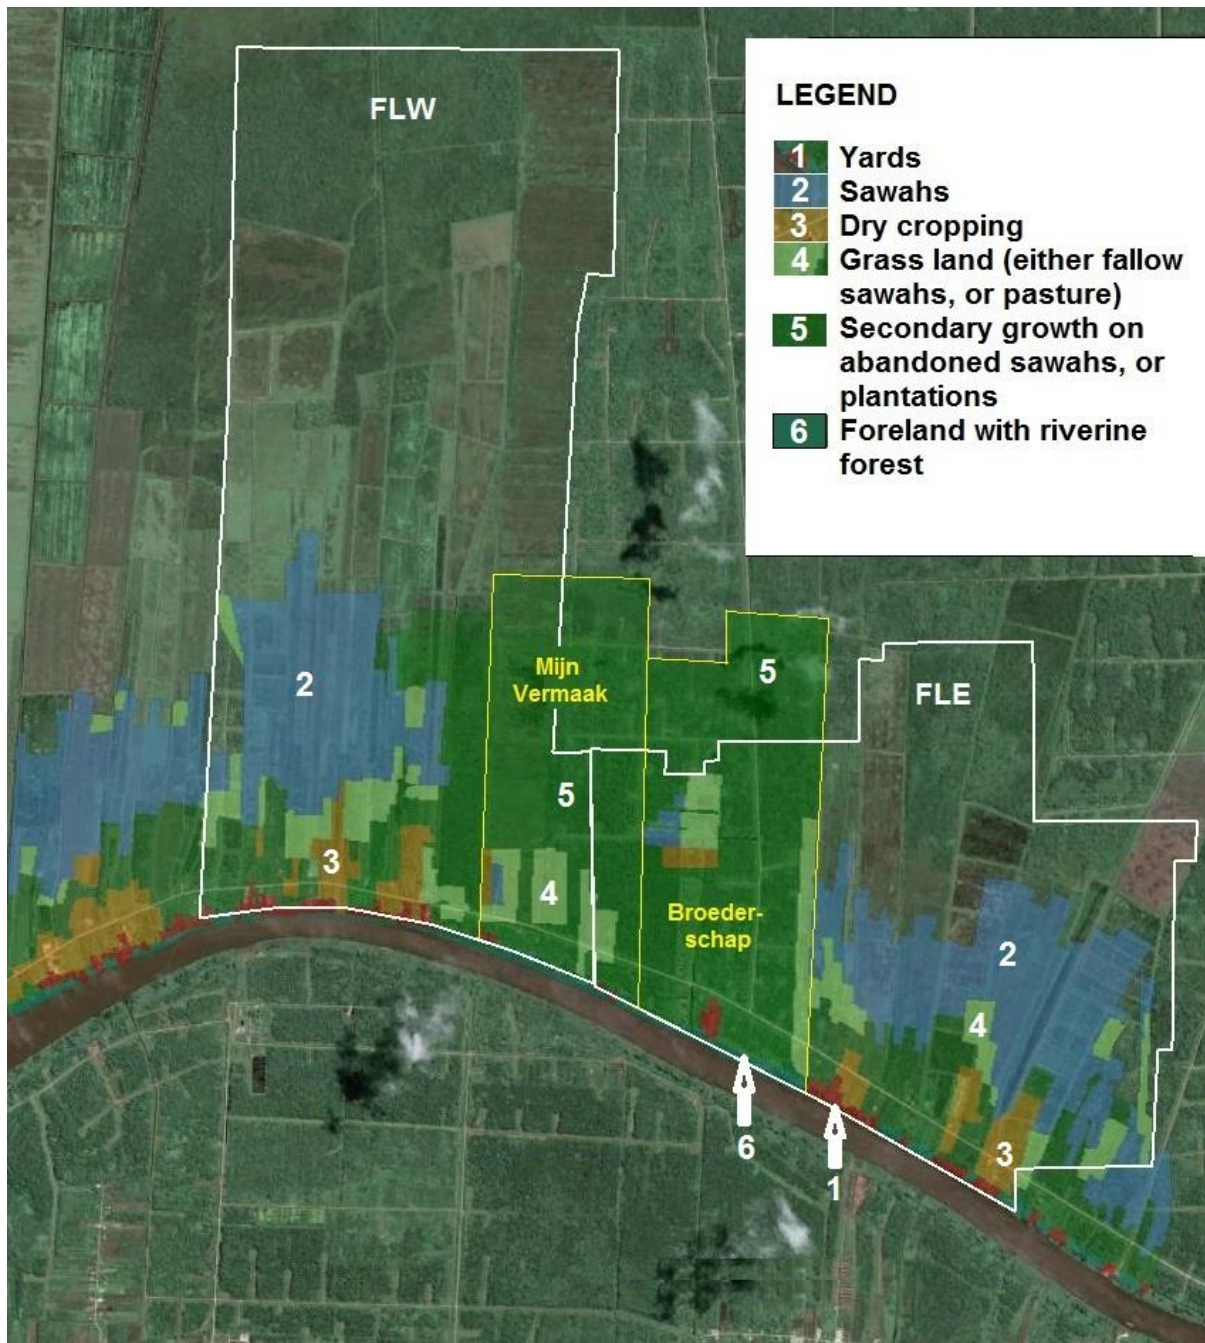 FLW
LEGEND
1 Yards
2 Sawahs
3 Dry cropping
4 Grass land (either fallow
sawahs, or pasture)
5 Secondary growth on
abandoned sawahs, or
plantations
6 Foreland with riverine
forest
Mijn
Vermaak
5
2
FLE
5
3
4
Broeder-
schap
2
4
3
6
1